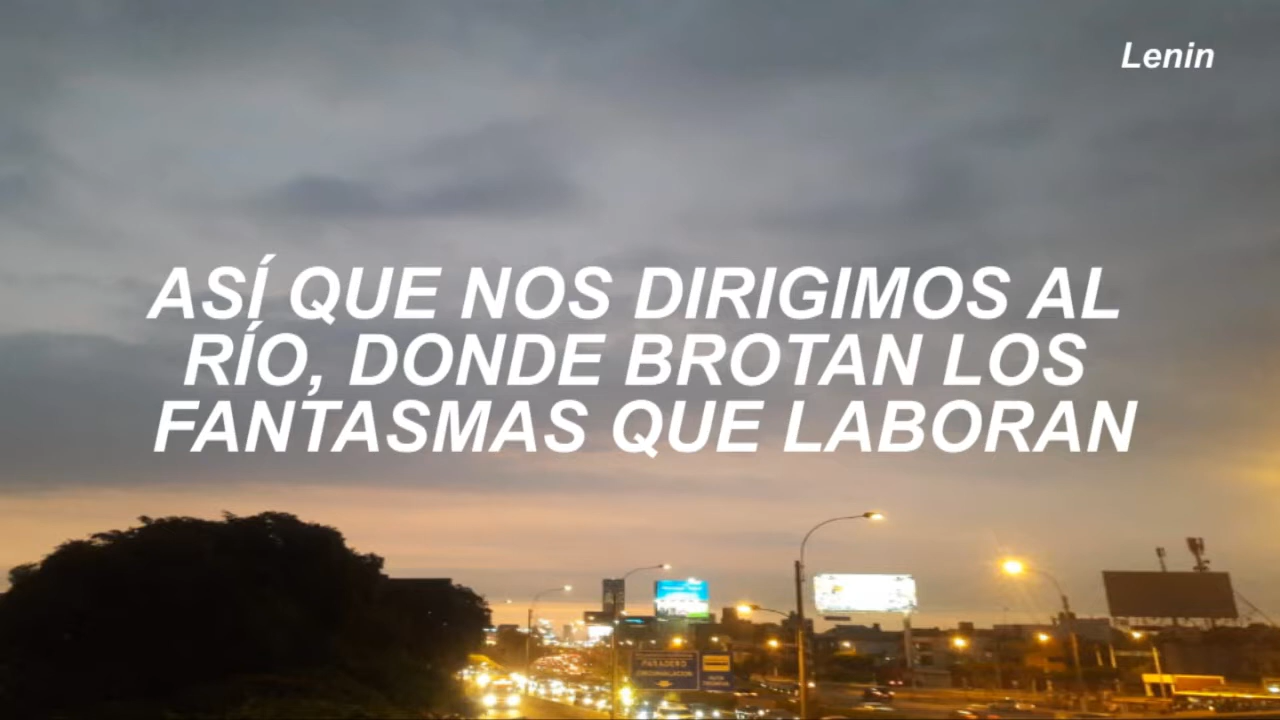 Lenin
ASÍ QUE NOS DIRIGIMOS AL
RÍO, DONDE BROTAN LOS
FANTASMAS QUE LABORAN
PARADERO